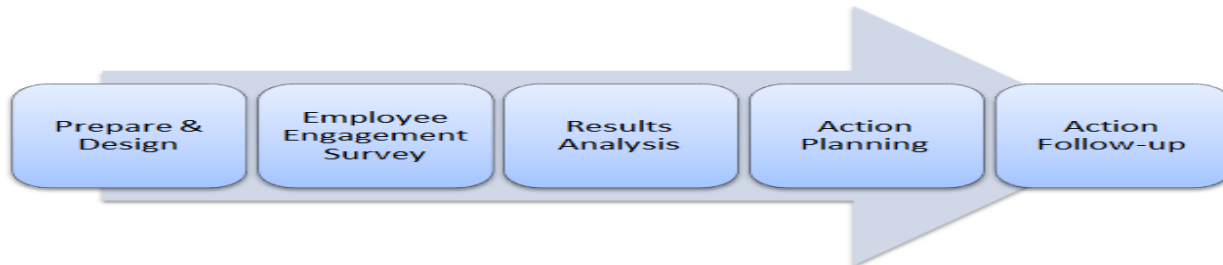 Prepare &
Design
Employee
Engagement
Survey
Results
Analysis
Action
Planning
Action
Follow-up